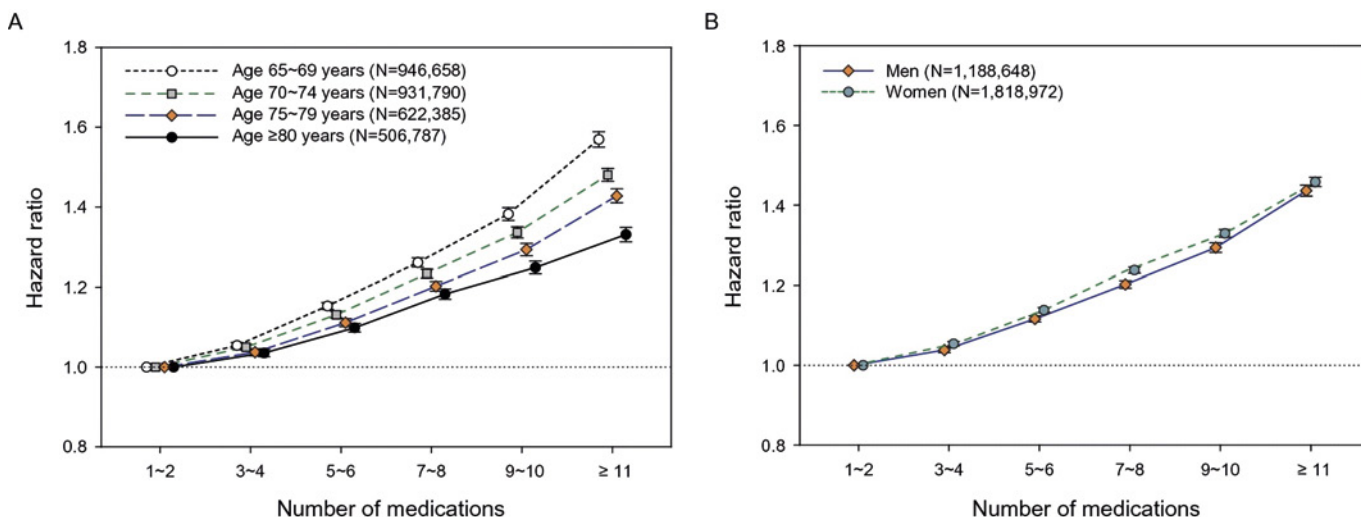 A
1.8
1.6
1.4
1.2
1.0
0.8
Hazard ratio
Age 65~69 years (N=946,658)
Age 70~74 years (N=931,790)
Age 75~79 years (N=622,385)
Age ≥80 years (N=506,787)
1~2 3~4 5~6 7~8 9~10 ≥ 11
Number of medications
B
1.8
1.6
1.4
1.2
1.0
0.8
Hazard ratio
Men (N=1,188,648)
Women (N=1,818,972)
1~2 3~4 5~6 7~8 9~10 ≥ 11
Number of medications